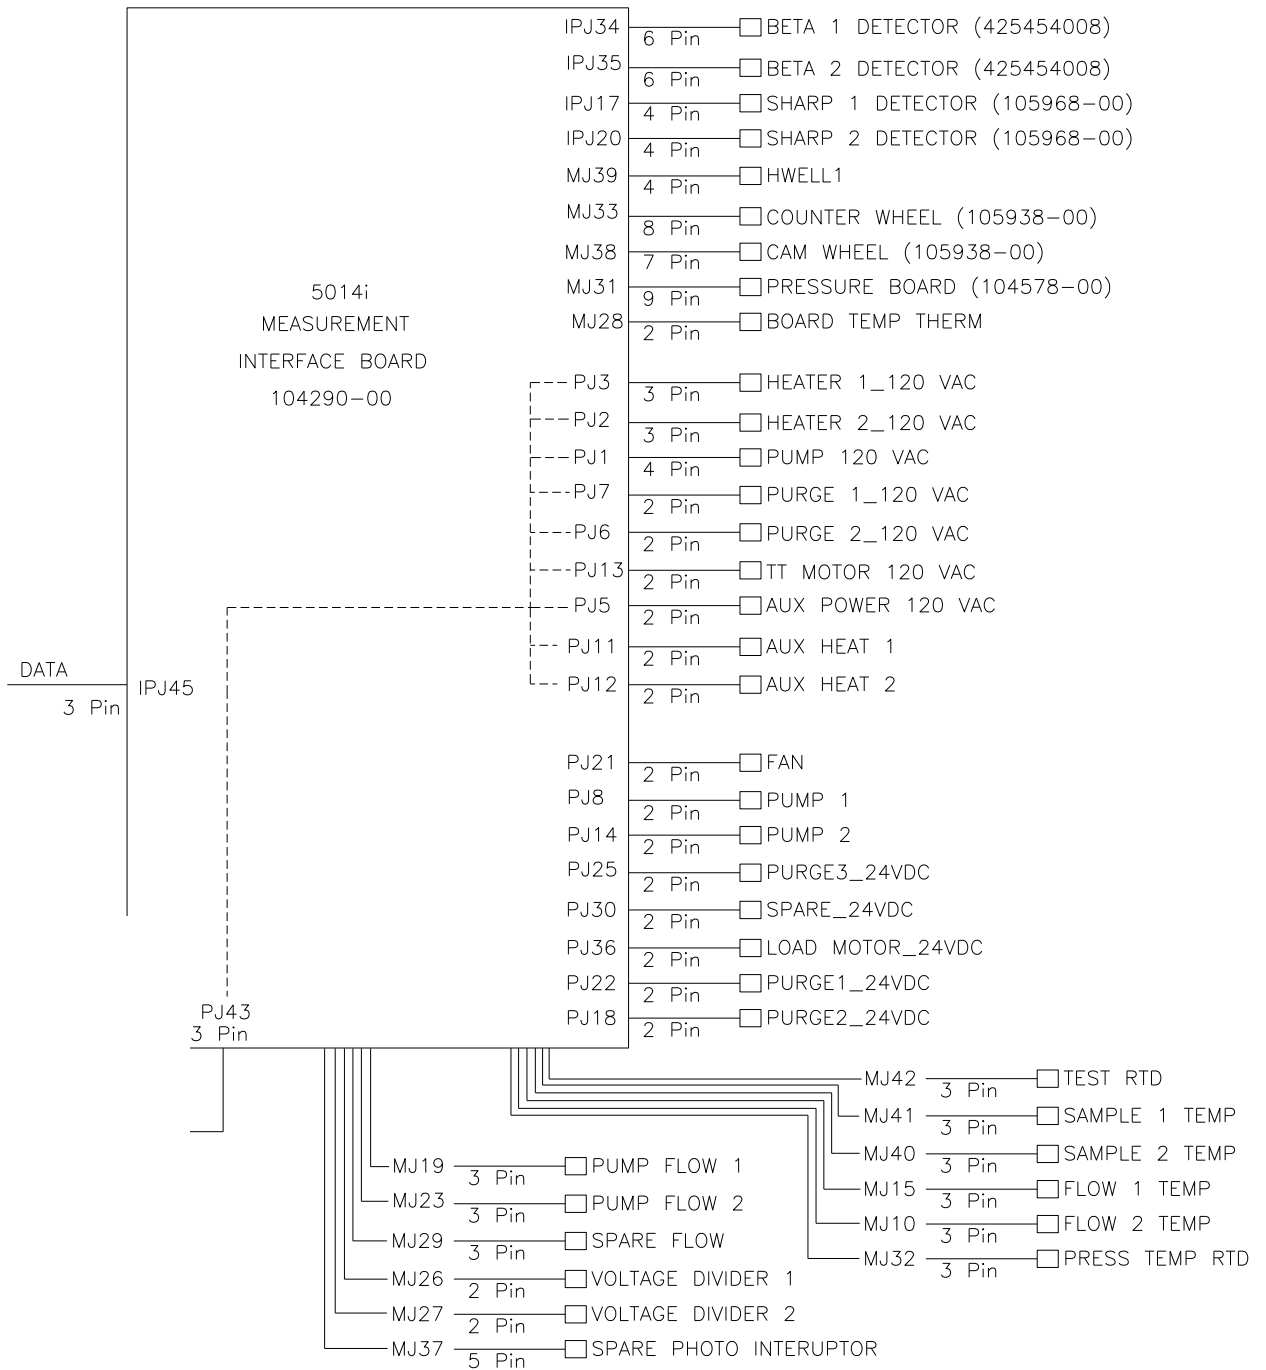 IPJ34 6 Pin BETA 1 DETECTOR (425454008)
IPJ35 6 Pin BETA 2 DETECTOR (425454008)
IPJ17 4 Pin SHARP 1 DETECTOR (105968-00)
IPJ20 4 Pin SHARP 2 DETECTOR (105968-00)
MJ39 4 Pin HWELL1
MJ33 8 Pin COUNTER WHEEL (105938-00)
MJ38 7 Pin CAM WHEEL (105938-00)
MJ31 9 Pin PRESSURE BOARD (104578-00)
MJ28 2 Pin BOARD TEMP THERM
5014i
MEASUREMENT
INTERFACE BOARD
104290-00
PJ3 3 Pin HEATER 1_120 VAC
PJ2 3 Pin HEATER 2_120 VAC
PJ1 4 Pin PUMP 120 VAC
PJ7 2 Pin PURGE 1_120 VAC
PJ6 2 Pin PURGE 2_120 VAC
PJ13 2 Pin TT MOTOR 120 VAC
PJ5 2 Pin AUX POWER 120 VAC
PJ11 2 Pin AUX HEAT 1
PJ12 2 Pin AUX HEAT 2
DATA
3 Pin IPJ45
PJ21 2 Pin FAN
PJ8 2 Pin PUMP 1
PJ14 2 Pin PUMP 2
PJ25 2 Pin PURGE3_24VDC
PJ30 2 Pin SPARE_24VDC
PJ36 2 Pin LOAD MOTOR_24VDC
PJ22 2 Pin PURGE1_24VDC
PJ18 2 Pin PURGE2_24VDC
PJ43
3 Pin
MJ42 3 Pin TEST RTD
MJ41 3 Pin SAMPLE 1 TEMP
MJ40 3 Pin SAMPLE 2 TEMP
MJ15 3 Pin FLOW 1 TEMP
MJ10 3 Pin FLOW 2 TEMP
MJ32 3 Pin PRESS TEMP RTD
MJ19 3 Pin PUMP FLOW 1
MJ23 3 Pin PUMP FLOW 2
MJ29 3 Pin SPARE FLOW
MJ26 2 Pin VOLTAGE DIVIDER 1
MJ27 2 Pin VOLTAGE DIVIDER 2
MJ37 5 Pin SPARE PHOTO INTERUPTOR